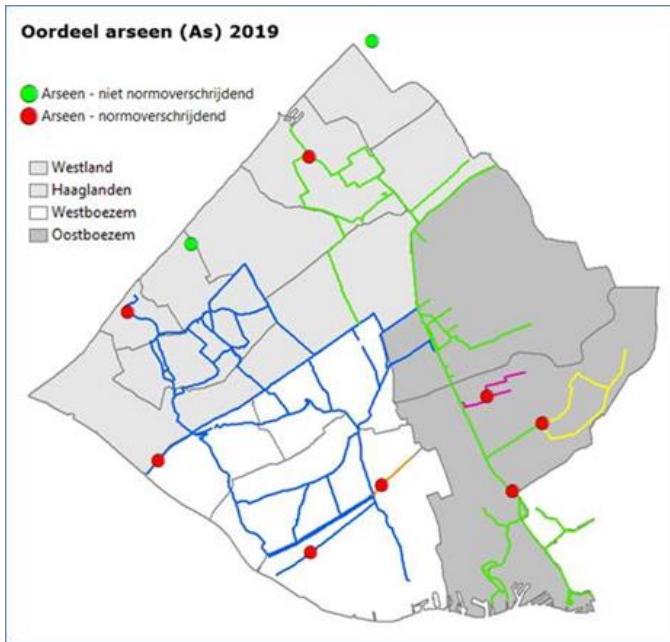 Oordeel arseen (As) 2019
Arseen - niet normoverschrijdend
Arseen - normoverschrijdend
Westland
Haaglanden
Westboezem
Oostboezem